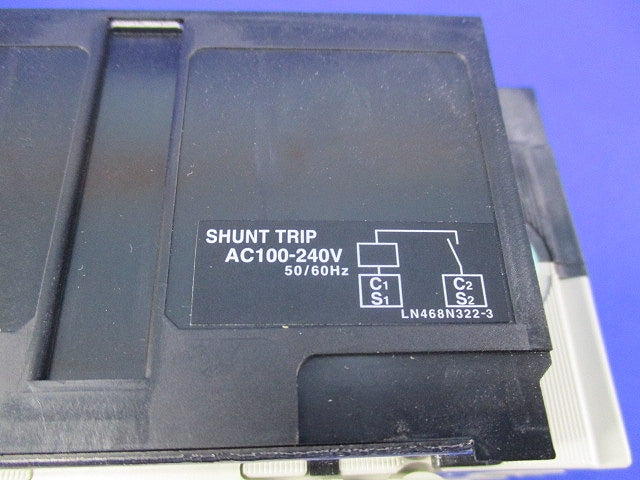 SHUNT TRIP
AC100-240V
50/60Hz
C1 C2
S1 S2
LN468N322-3